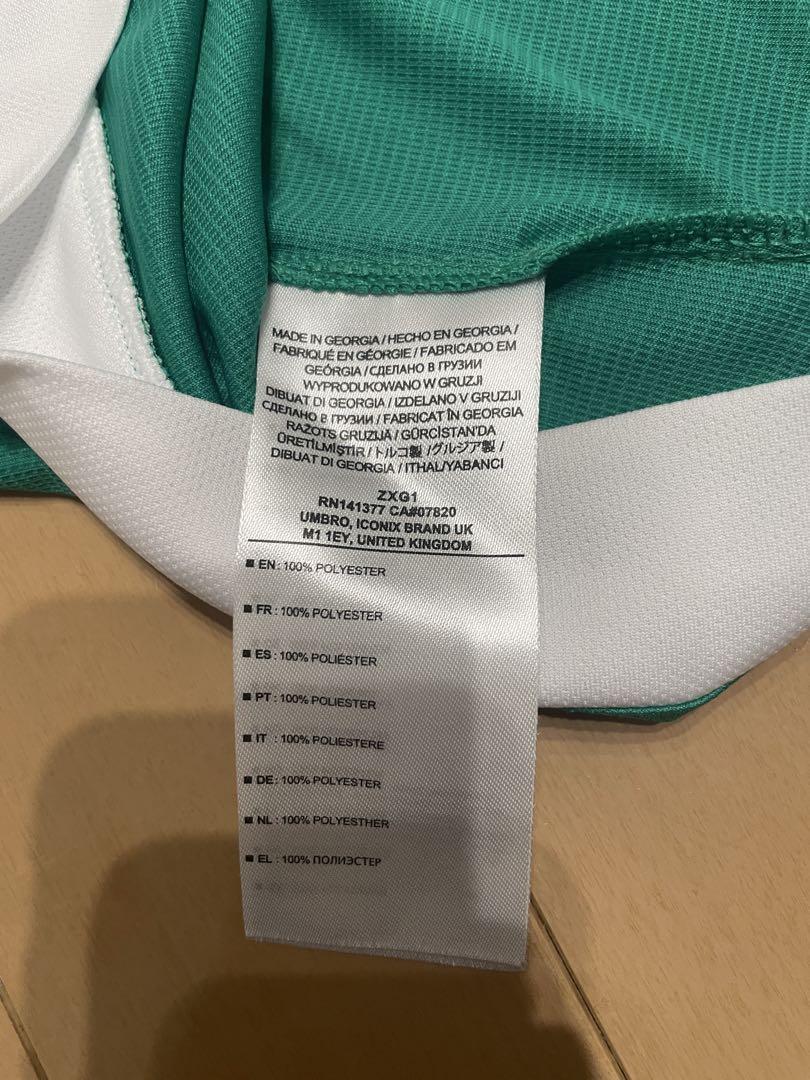 MADE IN GEORGIA / HECHO EN GEORGIA /
FABRIQUÉ EN GÉORGIE / FABRICADO EM
GEÓRGIA / СДЕЛАНО В ГРУЗИИ
WYPRODUKOWANO W GRUZJI
DIBUAT DI GEORGIA / IZDELANO V GRUZIJI
СДЕЛАНО В ГРУЗИИ / FABRICAT ÎN GEORGIA
RAŽOTS GRUZIJĀ / GÜRCİSTAN'DA
ÜRETİLMİŞTİR / トルコ製 / グルジア製 /
DIBUAT DI GEORGIA / ITHAL/YABANCI
ZXG1
RN141377 CA#07820
UMBRO, ICONIX BRAND UK
M1 1EY, UNITED KINGDOM
■ EN : 100% POLYESTER
■ FR : 100% POLYESTER
■ ES : 100% POLIÉSTER
■ PT : 100% POLIESTER
■ IT : 100% POLIESTERE
■ DE : 100% POLYESTER
■ NL : 100% POLYESTHER
■ EL : 100% ПОЛИЭСТЕР